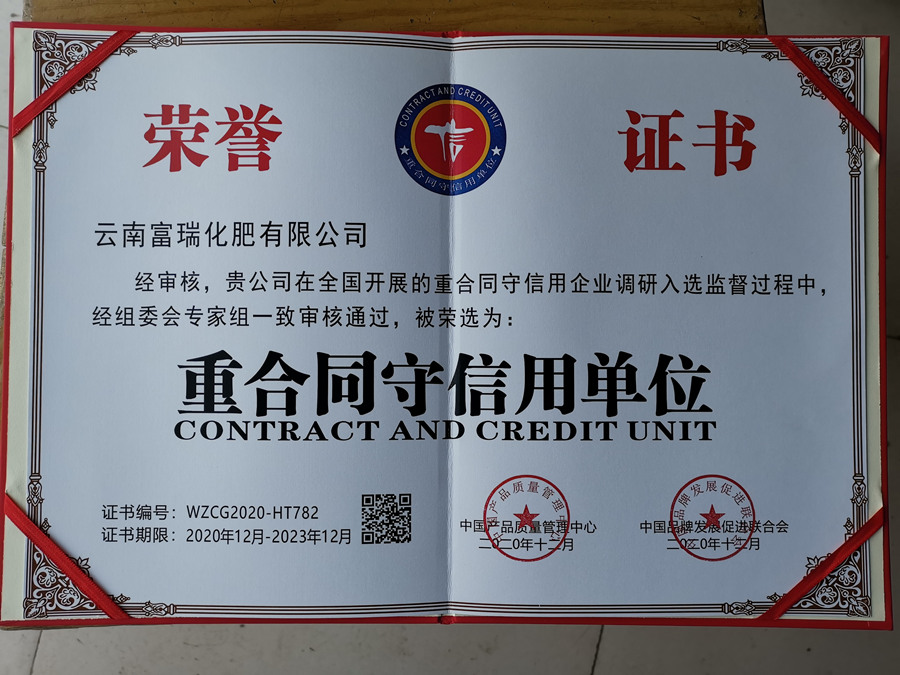 荣誉
证书
CONTRACT AND CREDIT UNIT
重合同守信用单位
云南富瑞化肥有限公司
经审核，贵公司在全国开展的重合同守信用企业调研入选监督过程中，
经组委会专家组一致审核通过，被荣选为：
重合同守信用单位
CONTRACT AND CREDIT UNIT
证书编号：WZCG2020-HT782
证书期限：2020年12月-2023年12月
中国产品质量管理中心
二〇二〇年十二月
中国品牌发展促进联合会
二〇二〇年十二月